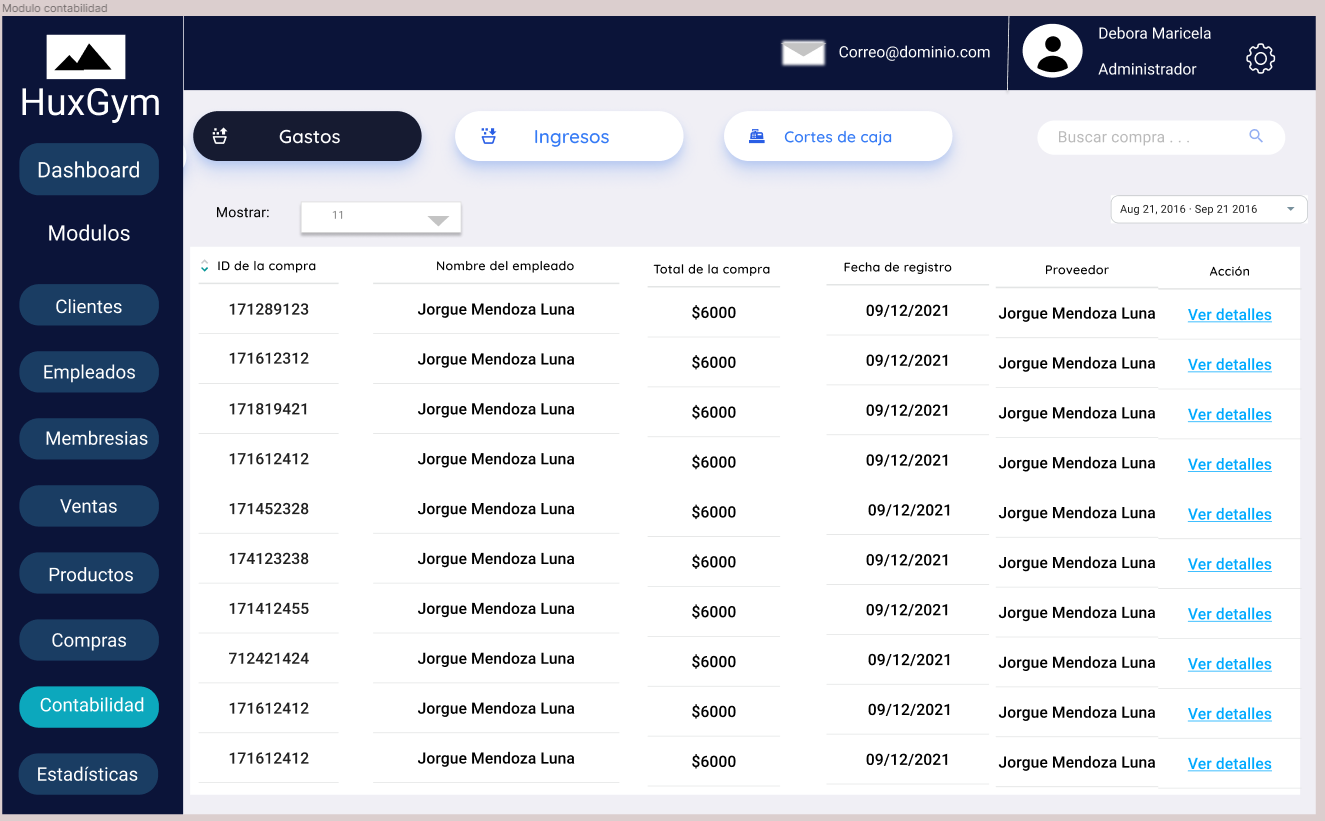 Modulo contabilidad
HuxGym
Correo@dominio.com
Debora Maricela
Administrador
Dashboard
Modulos
Clientes
Empleados
Membresias
Ventas
Productos
Compras
Contabilidad
Estadísticas
Gastos
Ingresos
Cortes de caja
Buscar compra . . .
Mostrar:
11
Aug 21, 2016 · Sep 21 2016
ID de la compra Nombre del empleado Total de la compra Fecha de registro Proveedor Acción
171289123 Jorgue Mendoza Luna $6000 09/12/2021 Jorgue Mendoza Luna Ver detalles
171612312 Jorgue Mendoza Luna $6000 09/12/2021 Jorgue Mendoza Luna Ver detalles
171819421 Jorgue Mendoza Luna $6000 09/12/2021 Jorgue Mendoza Luna Ver detalles
171612412 Jorgue Mendoza Luna $6000 09/12/2021 Jorgue Mendoza Luna Ver detalles
171452328 Jorgue Mendoza Luna $6000 09/12/2021 Jorgue Mendoza Luna Ver detalles
174123238 Jorgue Mendoza Luna $6000 09/12/2021 Jorgue Mendoza Luna Ver detalles
171412455 Jorgue Mendoza Luna $6000 09/12/2021 Jorgue Mendoza Luna Ver detalles
712421424 Jorgue Mendoza Luna $6000 09/12/2021 Jorgue Mendoza Luna Ver detalles
171612412 Jorgue Mendoza Luna $6000 09/12/2021 Jorgue Mendoza Luna Ver detalles
171612412 Jorgue Mendoza Luna $6000 09/12/2021 Jorgue Mendoza Luna Ver detalles